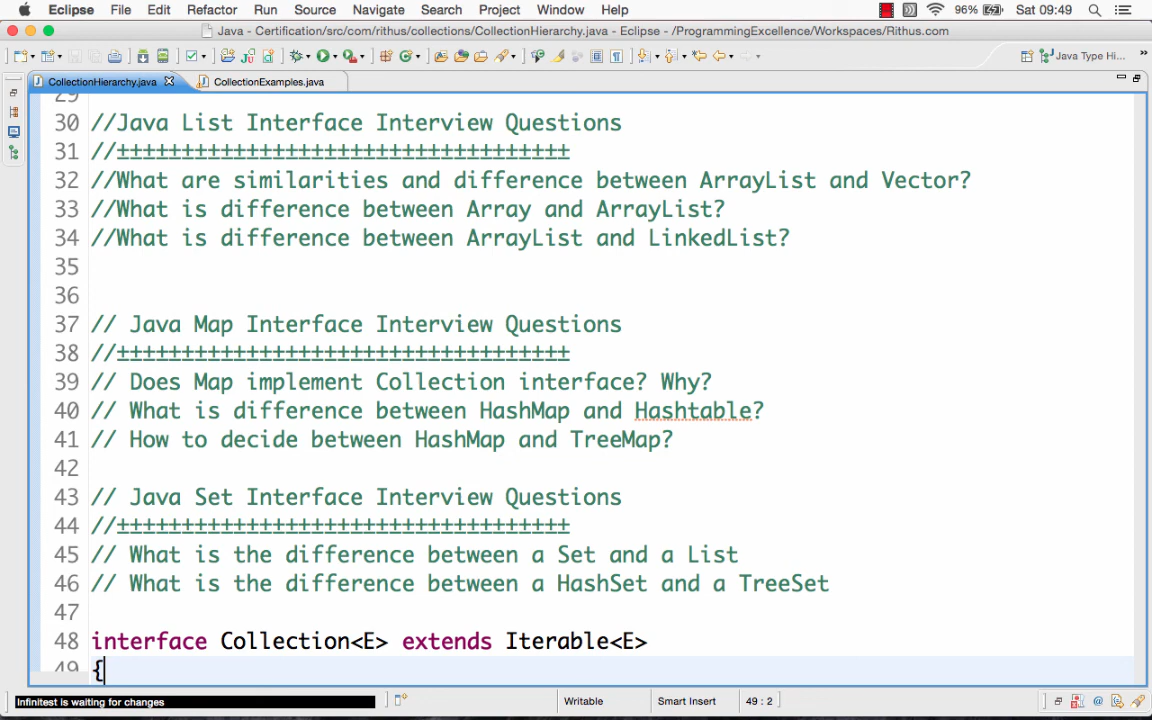 Eclipse File Edit Refactor Run Source Navigate Search Project Window Help 96% Sat 09:49
Java - Certification/src/com/rithus/collections/CollectionHierarchy.java - Eclipse - /ProgrammingExcellence/Workspaces/Rithus.com
Java Type Hi...
CollectionHierarchy.java CollectionExamples.java
29
30 //Java List Interface Interview Questions
31 //±±±±±±±±±±±±±±±±±±±±±±±±±±±±±±±±±±±
32 //What are similarities and difference between ArrayList and Vector?
33 //What is difference between Array and ArrayList?
34 //What is difference between ArrayList and LinkedList?
35
36
37 // Java Map Interface Interview Questions
38 //±±±±±±±±±±±±±±±±±±±±±±±±±±±±±±±±±±±
39 // Does Map implement Collection interface? Why?
40 // What is difference between HashMap and Hashtable?
41 // How to decide between HashMap and TreeMap?
42
43 // Java Set Interface Interview Questions
44 //±±±±±±±±±±±±±±±±±±±±±±±±±±±±±±±±±±±
45 // What is the difference between a Set and a List
46 // What is the difference between a HashSet and a TreeSet
47
48 interface Collection<E> extends Iterable<E>
49 {
Infinitest is waiting for changes Writable Smart Insert 49 : 2